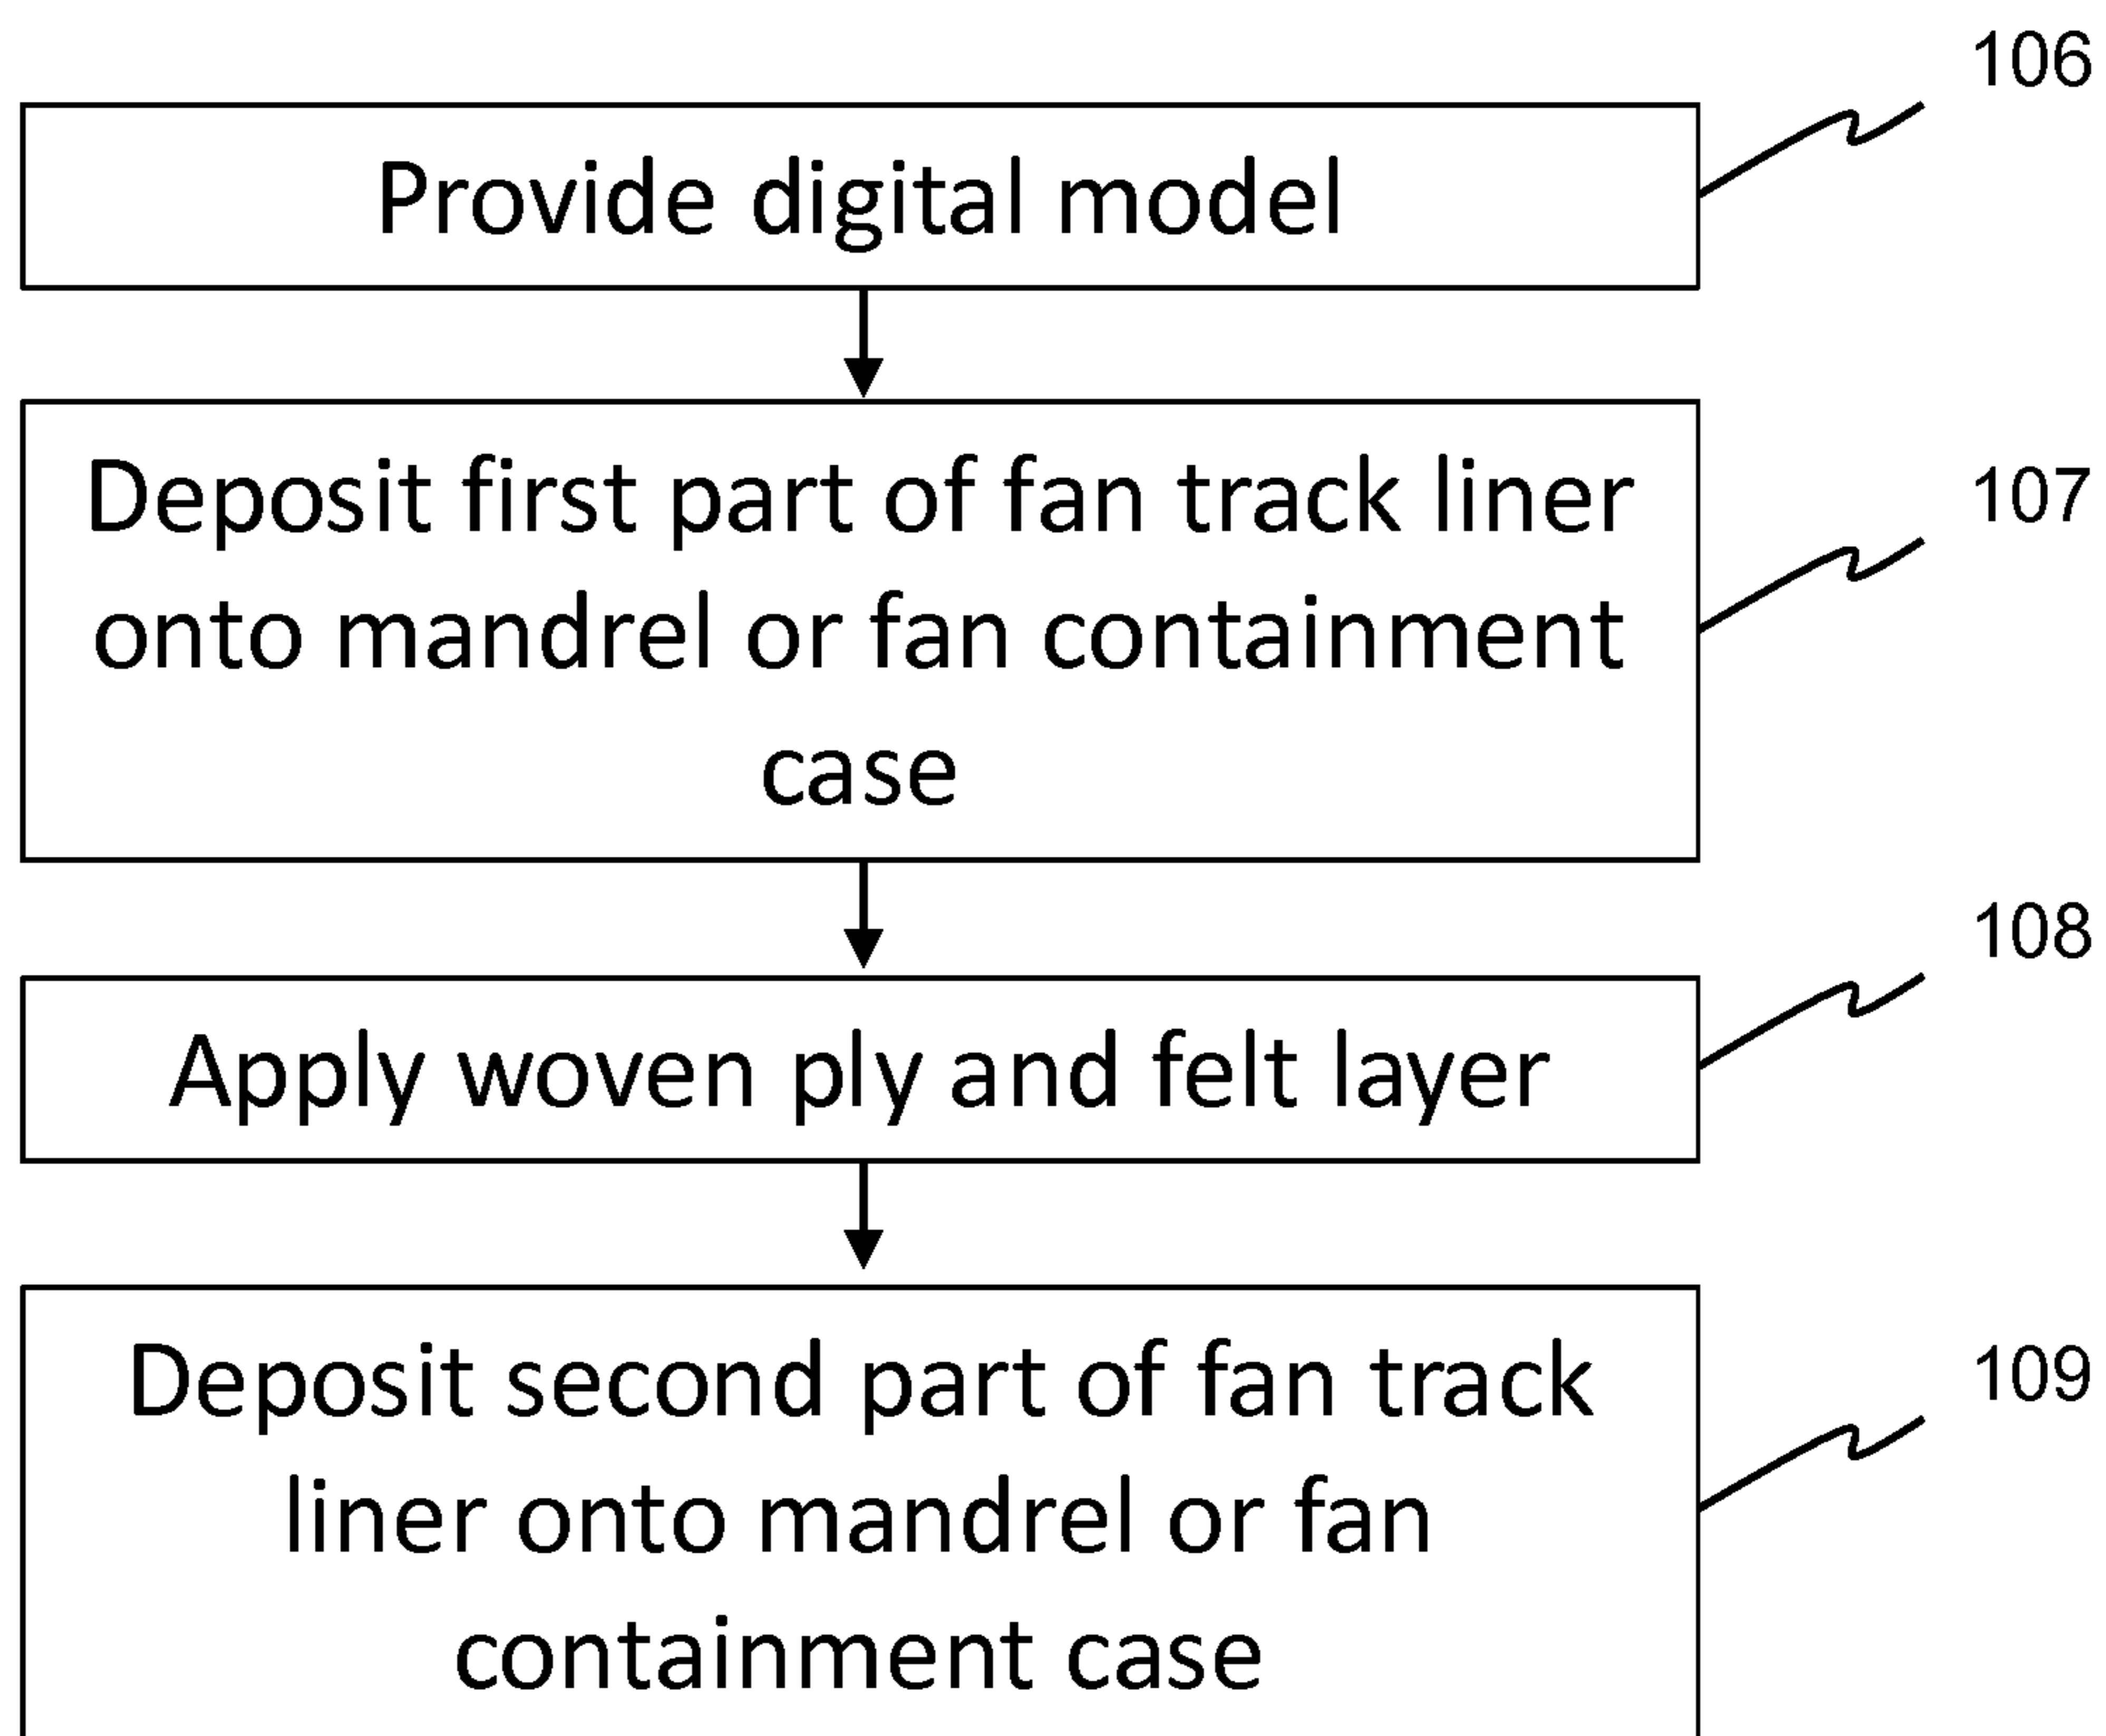 106
Provide digital model
107
Deposit first part of fan track liner
onto mandrel or fan containment
case
108
Apply woven ply and felt layer
109
Deposit second part of fan track
liner onto mandrel or fan
containment case